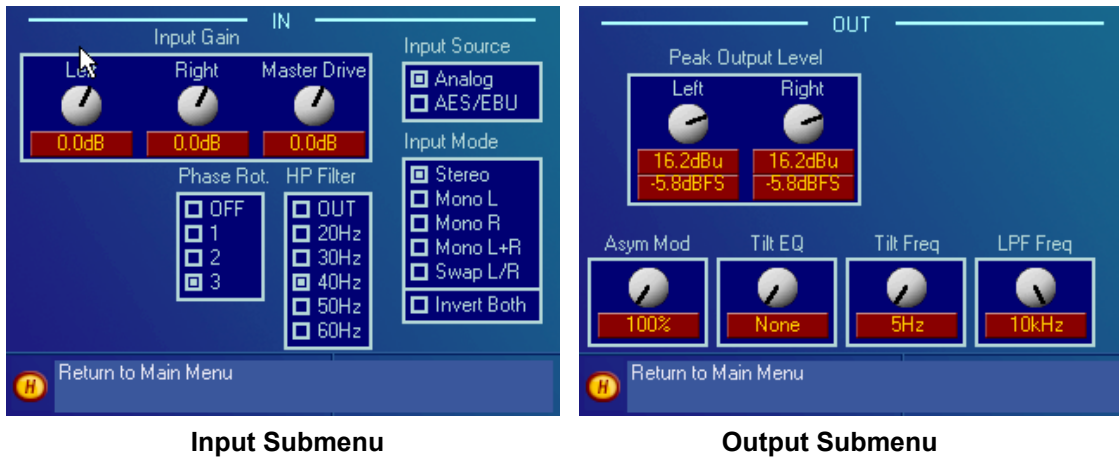 IN
Input Gain
Left Right Master Drive
0.0dB 0.0dB 0.0dB
Phase Rot.
OFF
1
2
3
HP Filter
OUT
20Hz
30Hz
40Hz
50Hz
60Hz
Input Source
Analog
AES/EBU
Input Mode
Stereo
Mono L
Mono R
Mono L+R
Swap L/R
Invert Both
H
Return to Main Menu
Input Submenu
OUT
Peak Output Level
Left Right
16.2dBu 16.2dBu
-5.8dBFS -5.8dBFS
Asym Mod Tilt EQ Tilt Freq LPF Freq
100% None 5Hz 10kHz
H
Return to Main Menu
Output Submenu